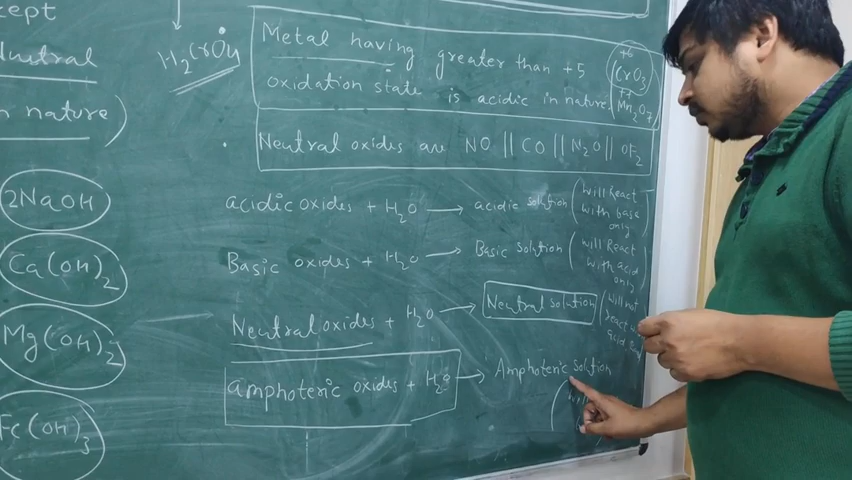 cept
H₂CrO₄
Metal having greater than +5
oxidation state is acidic in nature
+6
CrO₃
+7
Mn₂O₇
n nature)
Neutral oxides are NO || CO || N₂O || OF₂
2NaOH
acidic oxides + H₂O → acidic solution (will React
with base
only
Ca(OH)₂
Basic oxides + H₂O → Basic solution (will React
with acid
only
Mg(OH)₂
Neutral oxides + H₂O → Neutral solution (will not
react
acid
amphoteric oxides + H₂O → Amphoteric solution
(
Fe(OH)₃